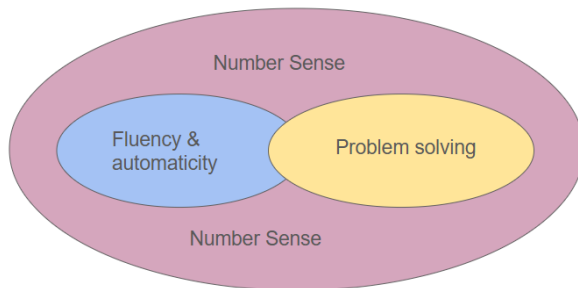 Number Sense
Fluency &
automaticity
Problem solving
Number Sense